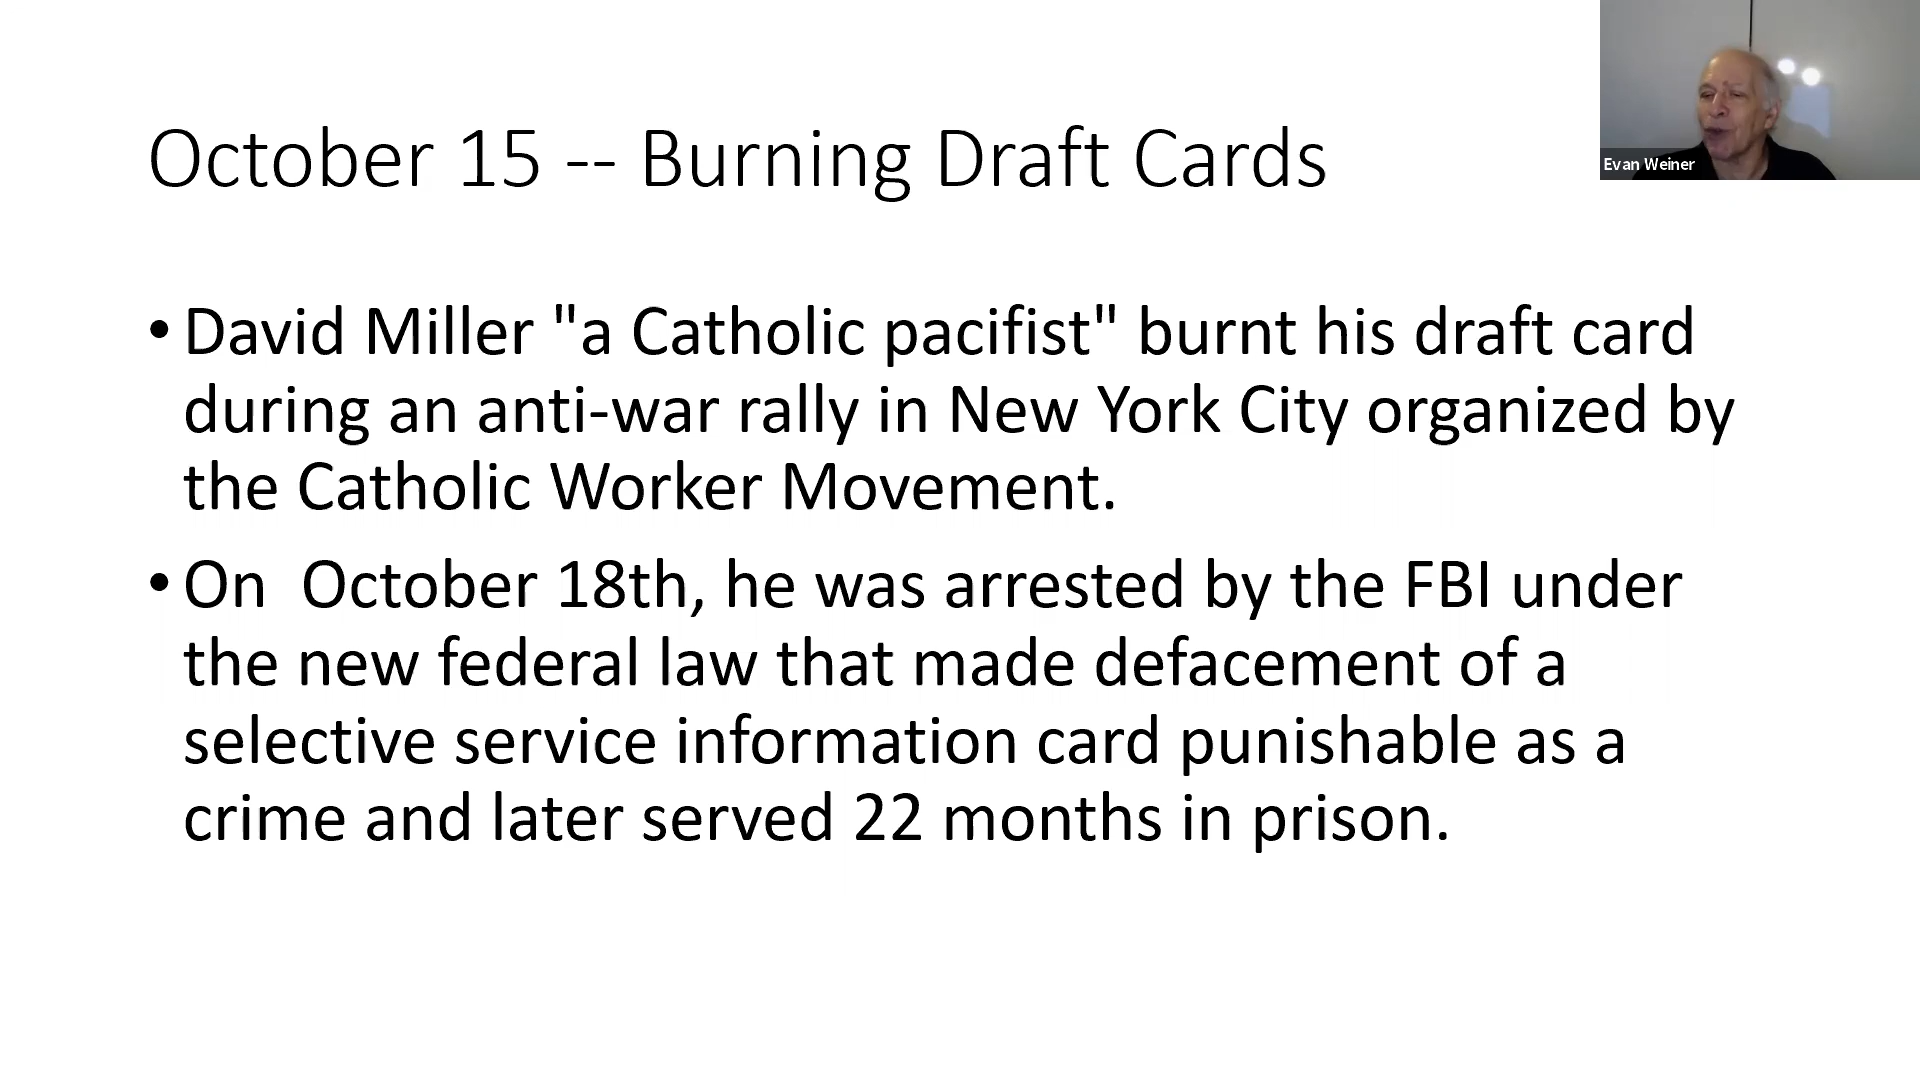 October 15 -- Burning Draft Cards
Evan Weiner
•David Miller "a Catholic pacifist" burnt his draft card
during an anti-war rally in New York City organized by
the Catholic Worker Movement.
•On  October 18th, he was arrested by the FBI under
the new federal law that made defacement of a
selective service information card punishable as a
crime and later served 22 months in prison.